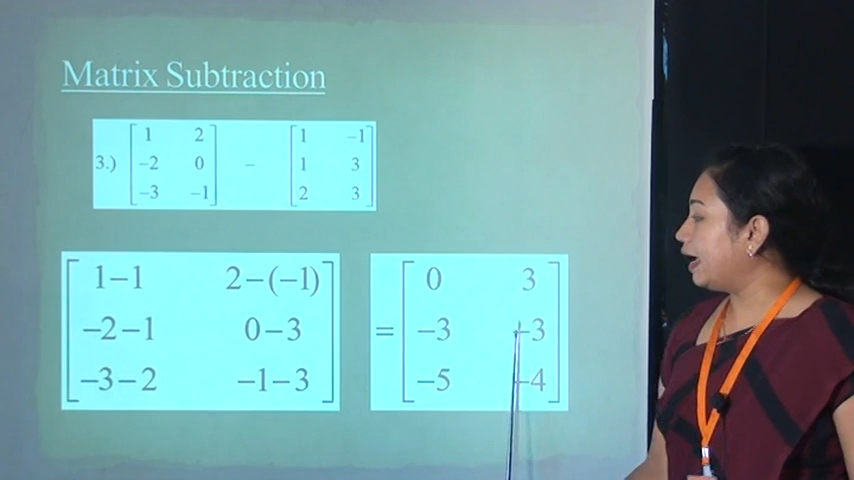 Matrix Subtraction
3.) [ 1 2 ] – [ 1 –1 ]
[ –2 0 ] [ 1 3 ]
[ –3 –1 ] [ 2 3 ]
[ 1–1 2–(–1) ] [ 0 3 ]
[ –2–1 0–3 ] = [ –3 –3 ]
[ –3–2 –1–3 ] [ –5 –4 ]